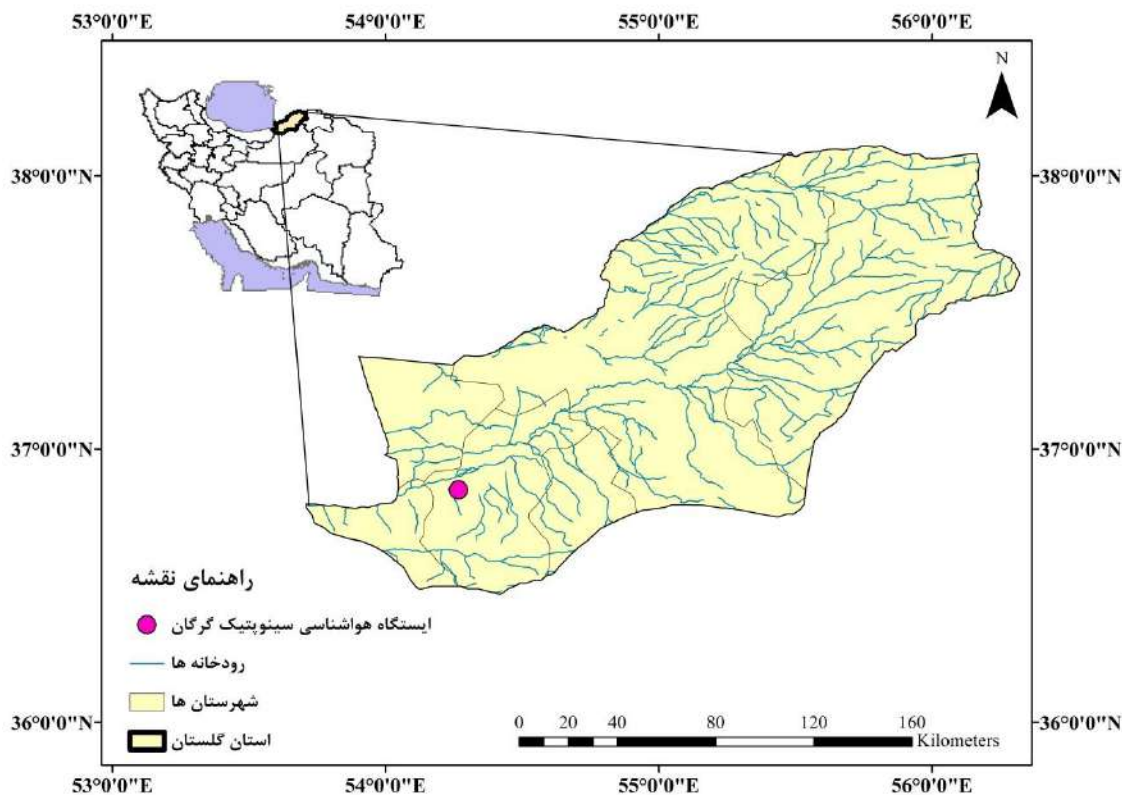 53°0'0"E 54°0'0"E 55°0'0"E 56°0'0"E
N
38°0'0"N 38°0'0"N
37°0'0"N 37°0'0"N
راهنمای نقشه
ایستگاه هواشناسی سینوپتیک گرگان
رودخانه ها
شهرستان ها
استان گلستان
36°0'0"N 36°0'0"N
0 20 40 80 120 160
Kilometers
53°0'0"E 54°0'0"E 55°0'0"E 56°0'0"E